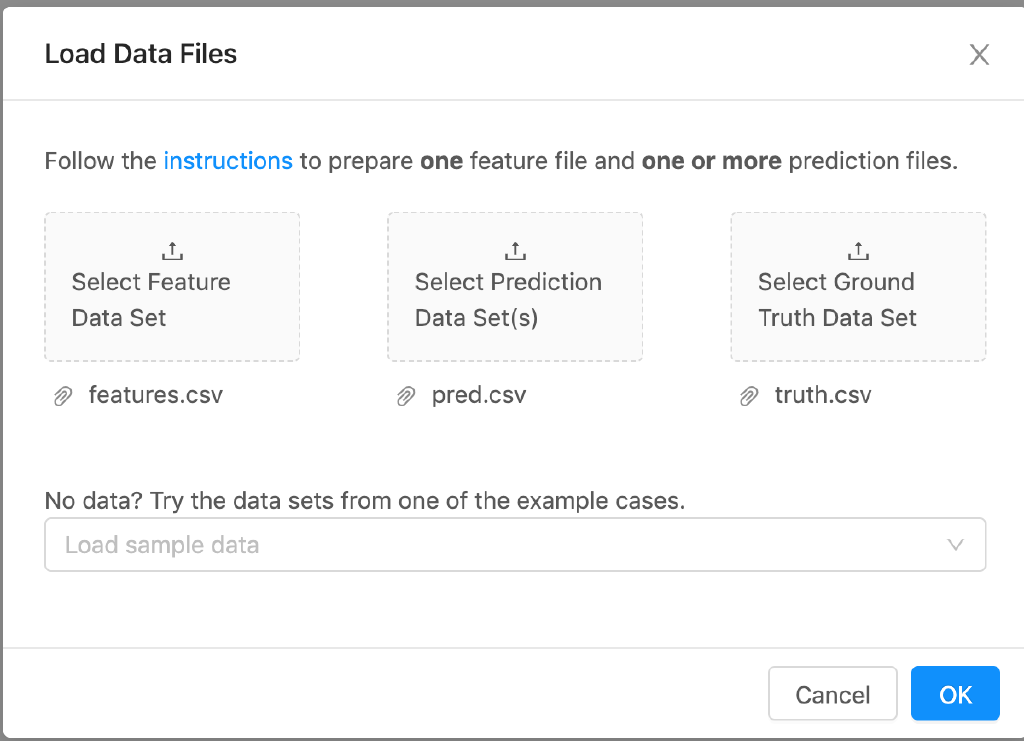 Load Data Files
Follow the instructions to prepare one feature file and one or more prediction files.
Select Feature
Data Set
Select Prediction
Data Set(s)
Select Ground
Truth Data Set
features.csv
pred.csv
truth.csv
No data? Try the data sets from one of the example cases.
Load sample data
Cancel
OK